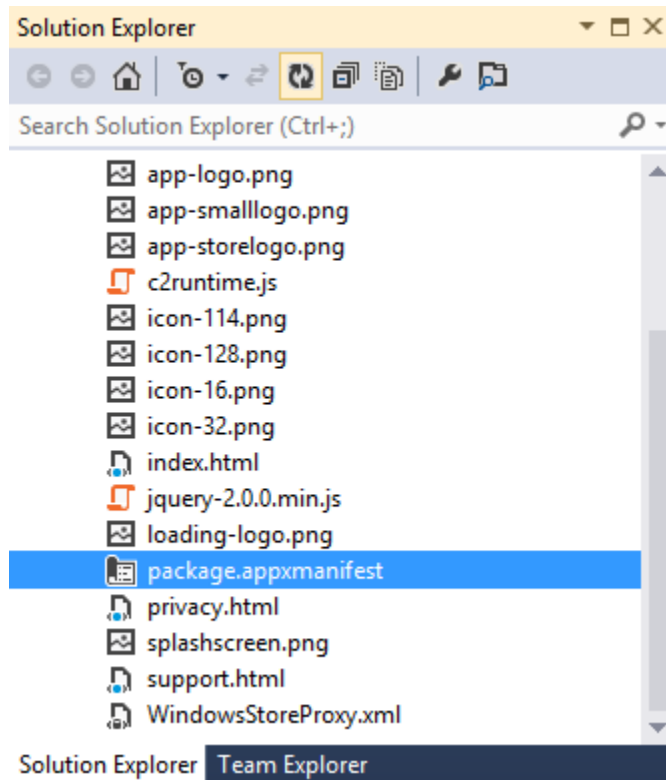 Solution Explorer
Search Solution Explorer (Ctrl+;)
app-logo.png
app-smalllogo.png
app-storelogo.png
c2runtime.js
icon-114.png
icon-128.png
icon-16.png
icon-32.png
index.html
jquery-2.0.0.min.js
loading-logo.png
package.appxmanifest
privacy.html
splashscreen.png
support.html
WindowsStoreProxy.xml
Solution Explorer Team Explorer